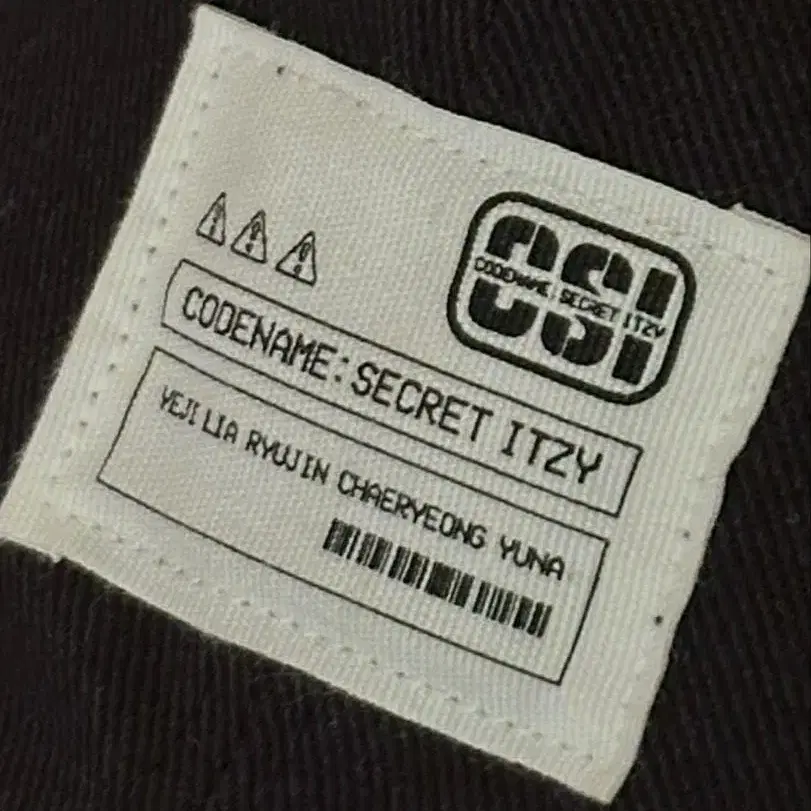 CSI
CODENAME : SECRET ITZY
CODENAME : SECRET ITZY
YEJI LIA RYUJIN CHAERYEONG YUNA